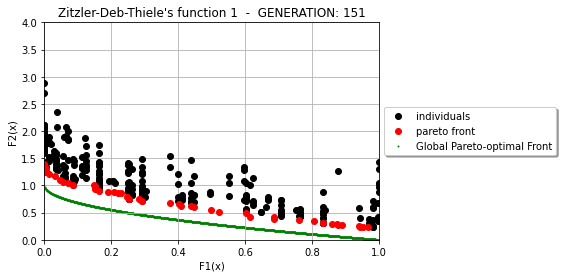 Zitzler-Deb-Thiele's function 1 - GENERATION: 151
4.0
3.5
3.0
2.5
2.0
1.5
1.0
0.5
0.0
F2(x)
0.0 0.2 0.4 0.6 0.8 1.0
F1(x)
individuals
pareto front
Global Pareto-optimal Front